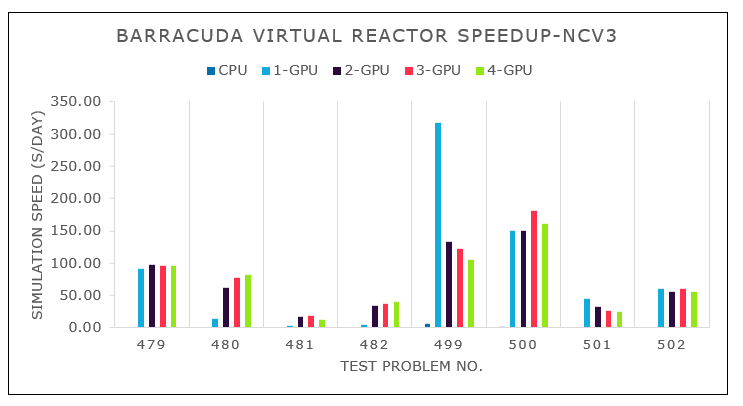 BARRACUDA VIRTUAL REACTOR SPEEDUP-NCV3
CPU 1-GPU 2-GPU 3-GPU 4-GPU
350.00
300.00
250.00
200.00
150.00
100.00
50.00
0.00
SIMULATION SPEED (S/DAY)
479 480 481 482 499 500 501 502
TEST PROBLEM NO.